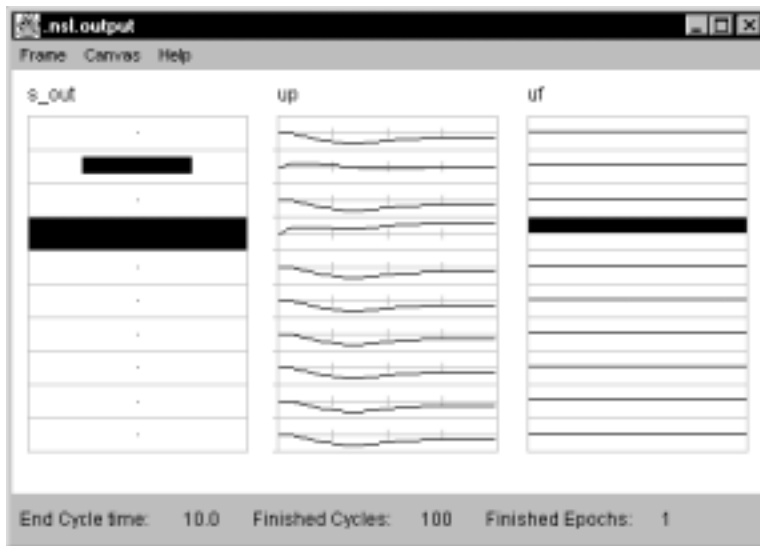 .nsl.output
Frame Canvas Help
s_out up uf
End Cycle time: 10.0 Finished Cycles: 100 Finished Epochs: 1